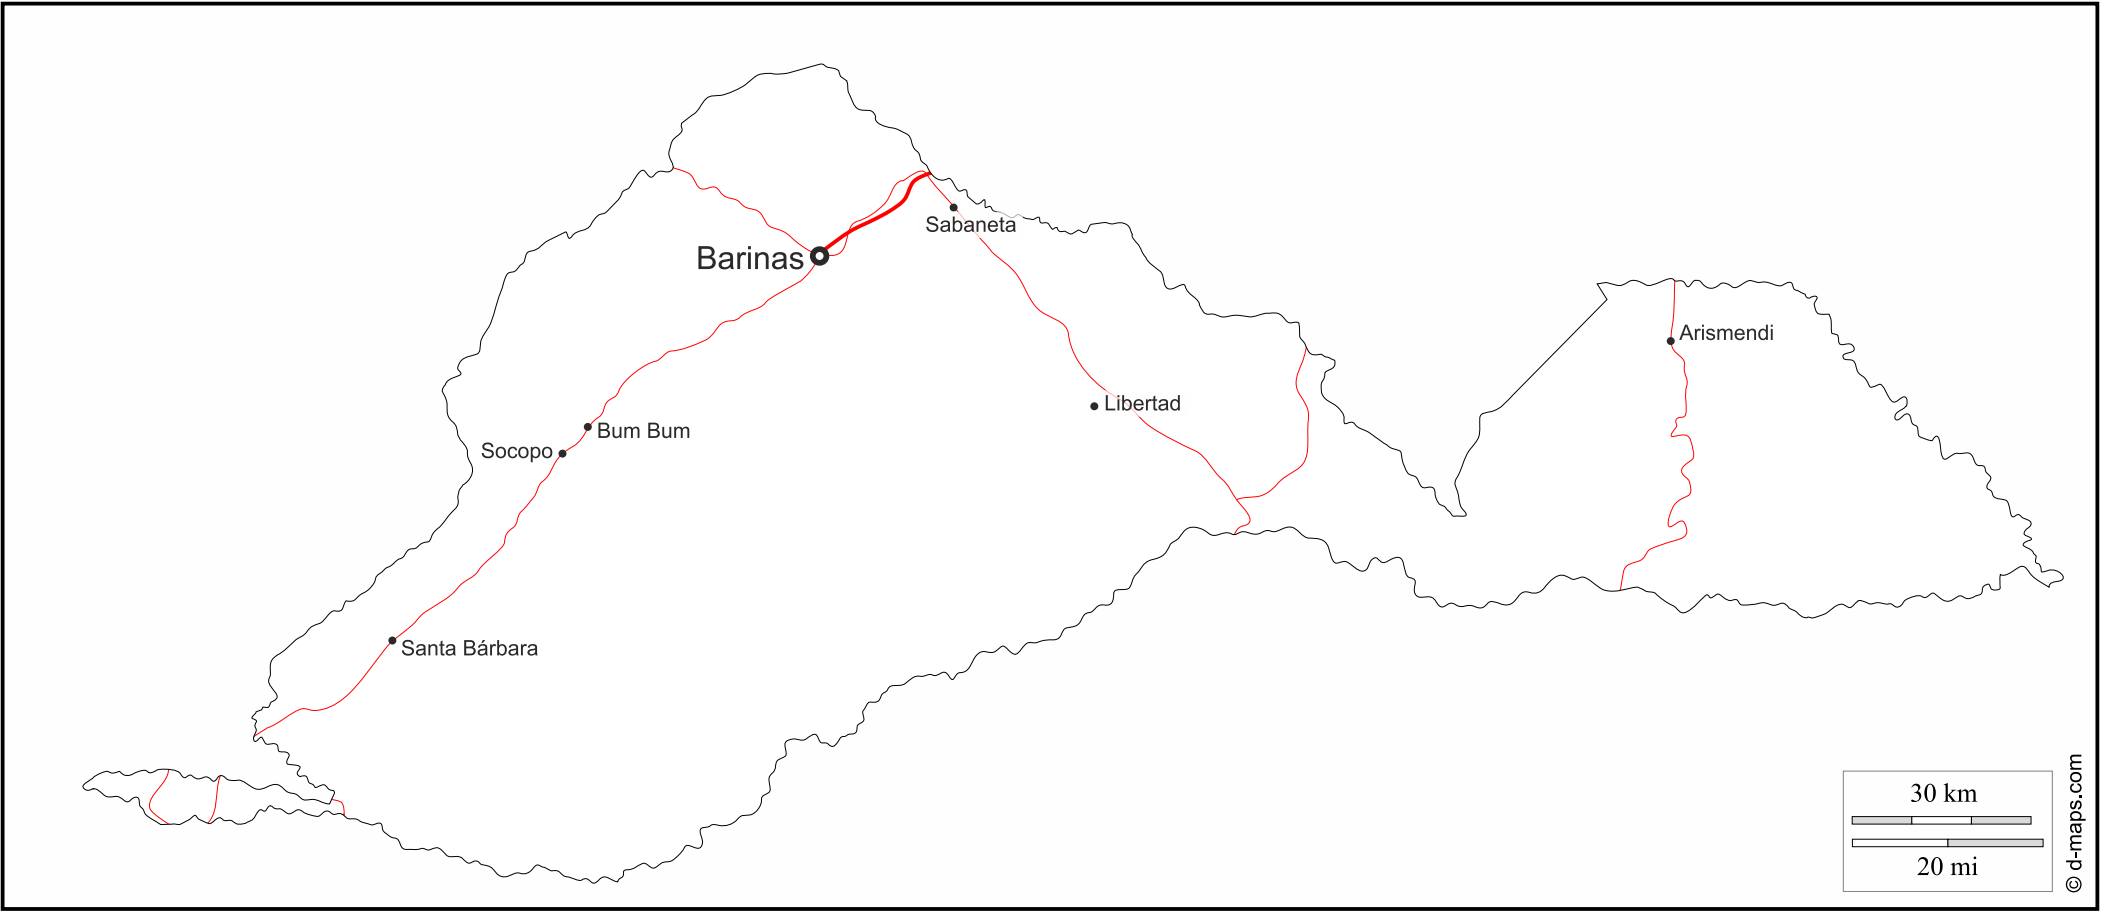 Sabaneta
Barinas
Arismendi
Libertad
Bum Bum
Socopo
Santa Bárbara
30 km
20 mi
© d-maps.com